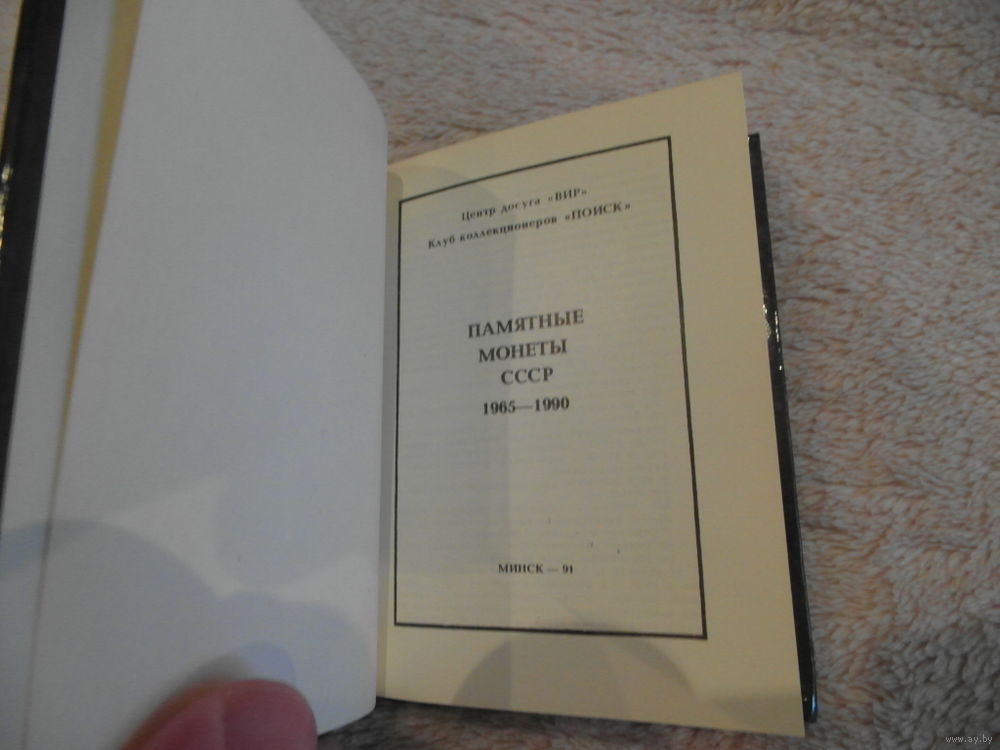 Центр досуга «ВИР»
Клуб коллекционеров «ПОИСК»
ПАМЯТНЫЕ
МОНЕТЫ
СССР
1965—1990
МИНСК — 91
www.ay.by